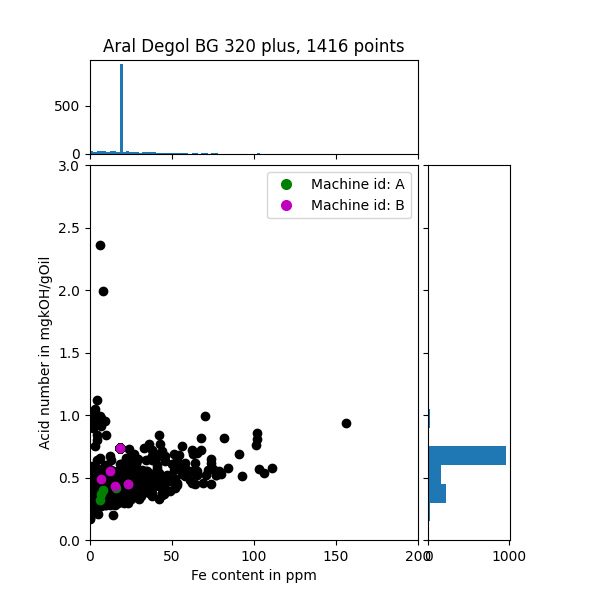 Aral Degol BG 320 plus, 1416 points
500
0
3.0
2.5
2.0
1.5
1.0
0.5
0.0
Acid number in mgkOH/gOil
Machine id: A
Machine id: B
0 50 100 150 200
0 1000
Fe content in ppm